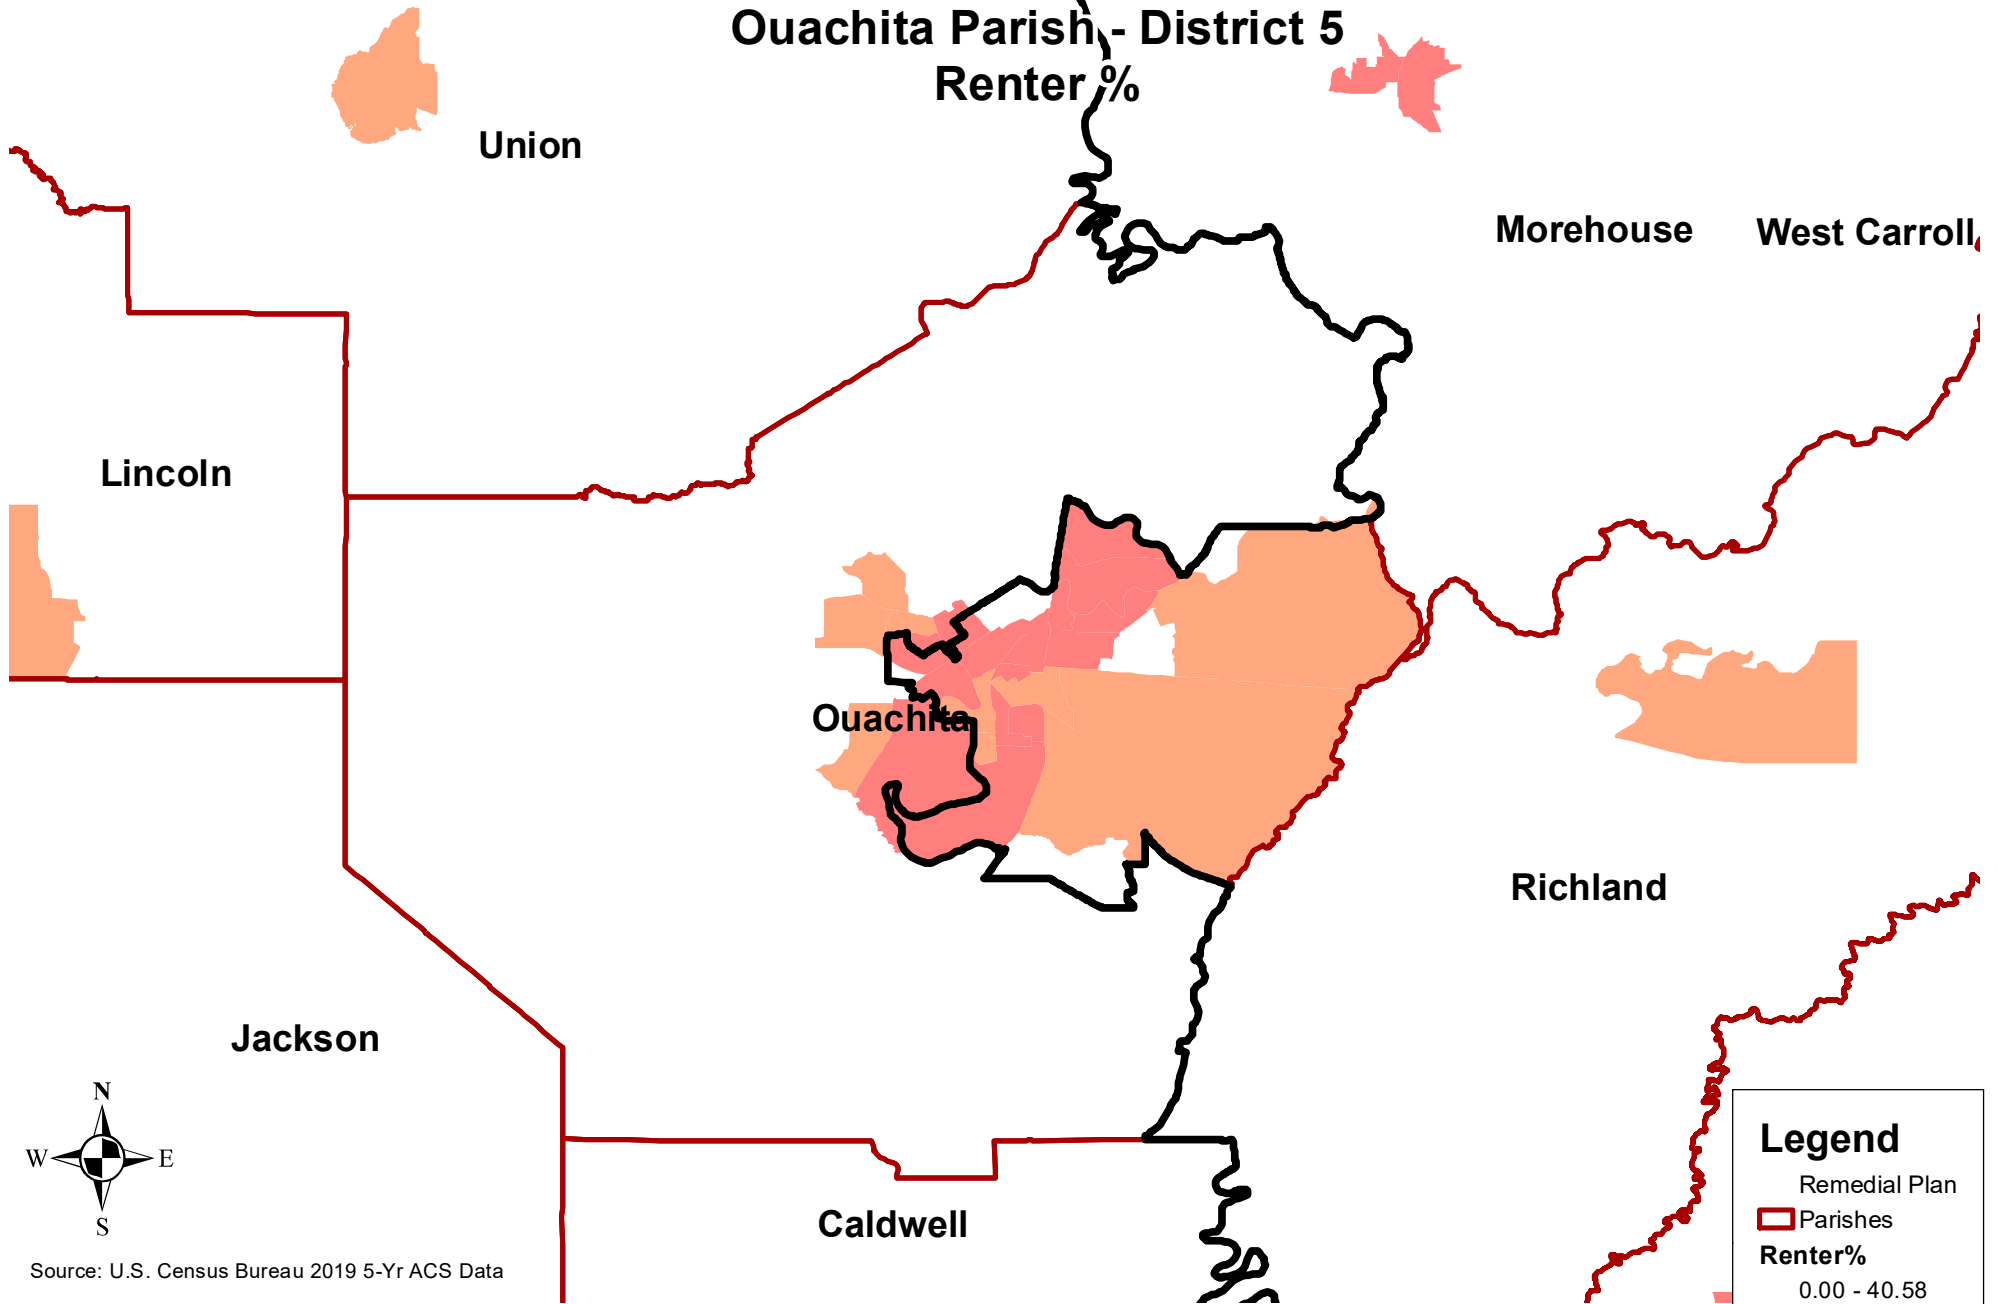 Ouachita Parish - District 5
Renter %
Union
Morehouse
West Carroll
Lincoln
Ouachita
Richland
Jackson
N
W E
S
Caldwell
Source: U.S. Census Bureau 2019 5-Yr ACS Data
Legend
Remedial Plan
Parishes
Renter%
0.00 - 40.58